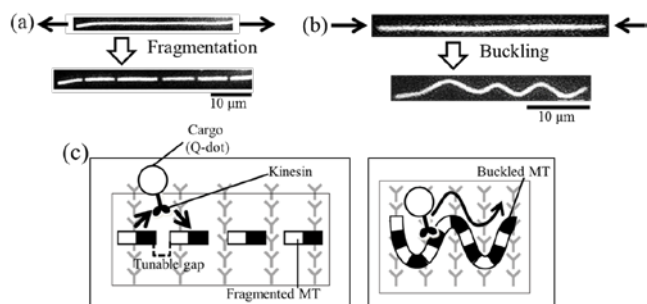 (a)
Fragmentation
10 μm
(b)
Buckling
10 μm
(c)
Cargo
(Q-dot)
Kinesin
Tunable gap
Fragmented MT
Buckled MT